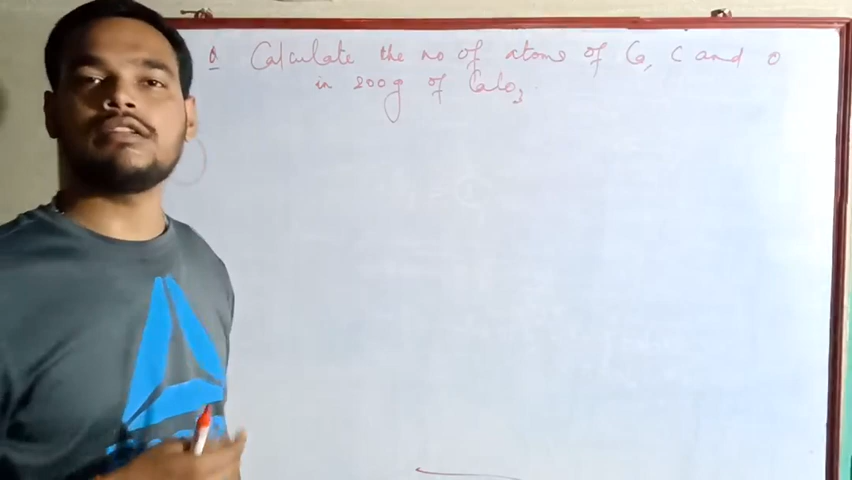 Q Calculate the no of atoms of Ca, C and O
in 200g of CaCO3